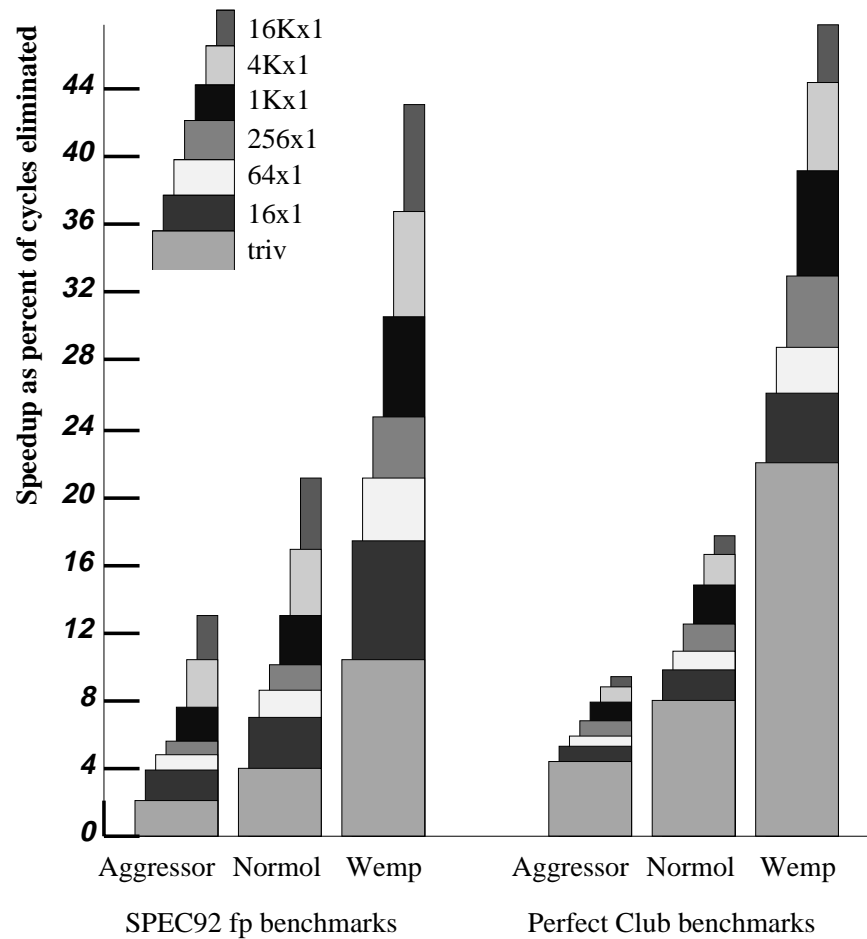 Speedup as percent of cycles eliminated
16Kx1
4Kx1
1Kx1
256x1
64x1
16x1
triv
44
40
36
32
28
24
20
16
12
8
4
0
Aggressor Normol Wemp
Aggressor Normol Wemp
SPEC92 fp benchmarks
Perfect Club benchmarks